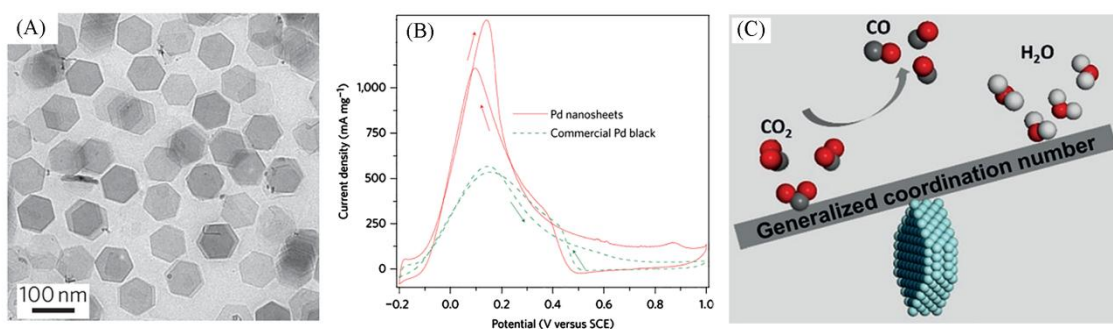 (A)
100 nm
(B)
Current density (mA mg⁻¹)
1,000
750
500
250
0
Pd nanosheets
Commercial Pd black
-0.2
0.0
0.2
0.4
0.6
0.8
1.0
Potential (V versus SCE)
(C)
CO
H₂O
CO₂
Generalized coordination number